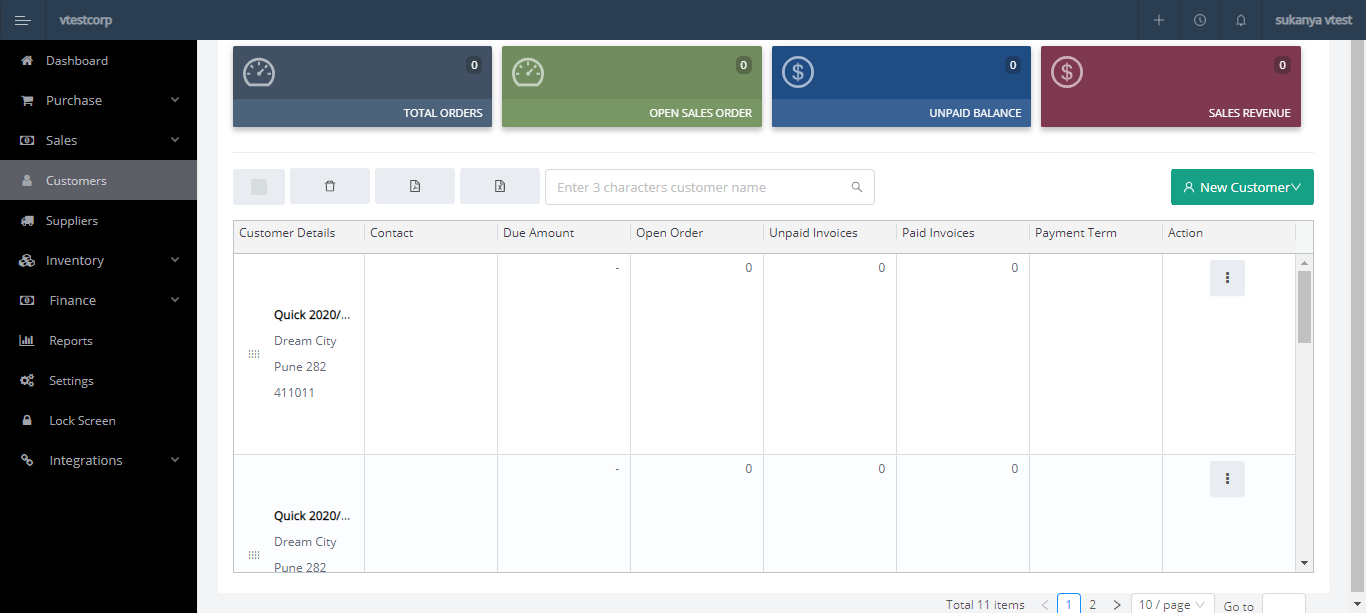 vtestcorp
sukanya vtest
Dashboard
Purchase
Sales
Customers
Suppliers
Inventory
Finance
Reports
Settings
Lock Screen
Integrations
0
TOTAL ORDERS
0
OPEN SALES ORDER
0
UNPAID BALANCE
0
SALES REVENUE
Enter 3 characters customer name
New Customer
Customer Details Contact Due Amount Open Order Unpaid Invoices Paid Invoices Payment Term Action
- 0 0 0
Quick 2020/...
Dream City
Pune 282
411011
- 0 0 0
Quick 2020/...
Dream City
Pune 282
Total 11 items < 1 2 > 10 / page Go to